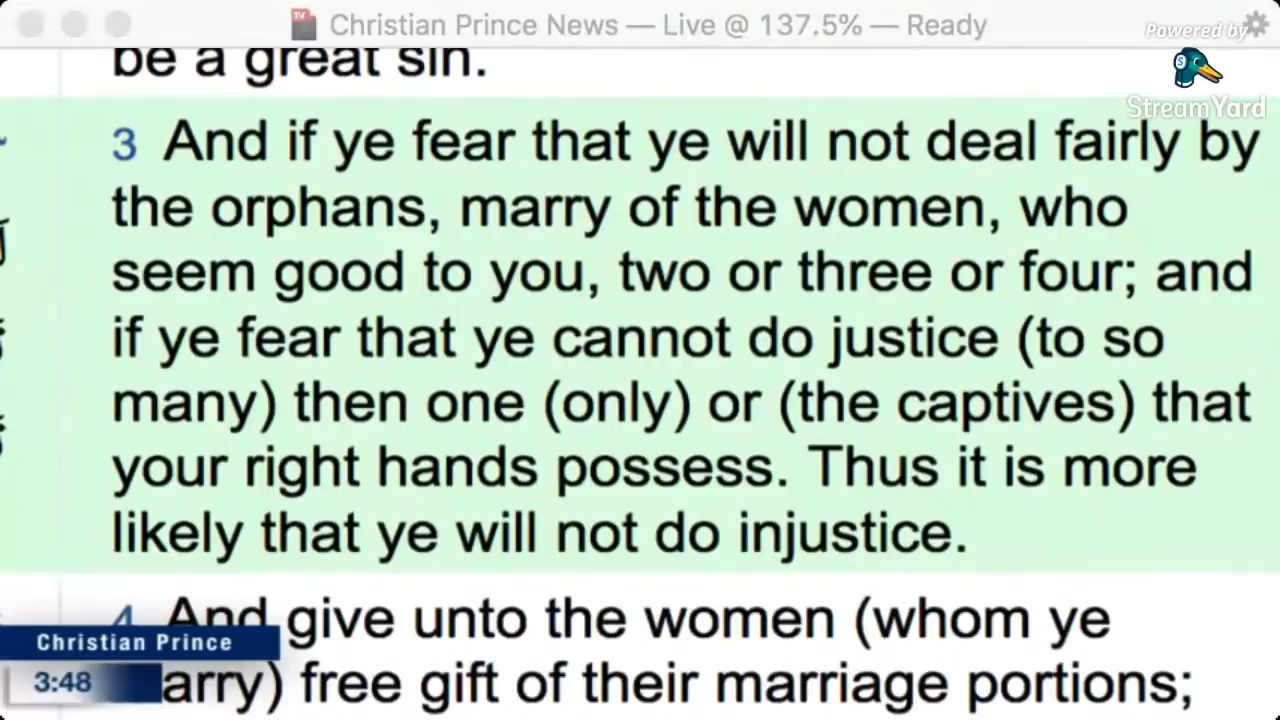 Christian Prince News — Live @ 137.5% — Ready
Powered by
StreamYard
be a great sin.
3 And if ye fear that ye will not deal fairly by
the orphans, marry of the women, who
seem good to you, two or three or four; and
if ye fear that ye cannot do justice (to so
many) then one (only) or (the captives) that
your right hands possess. Thus it is more
likely that ye will not do injustice.
4 And give unto the women (whom ye
arry) free gift of their marriage portions;
Christian Prince
3:48